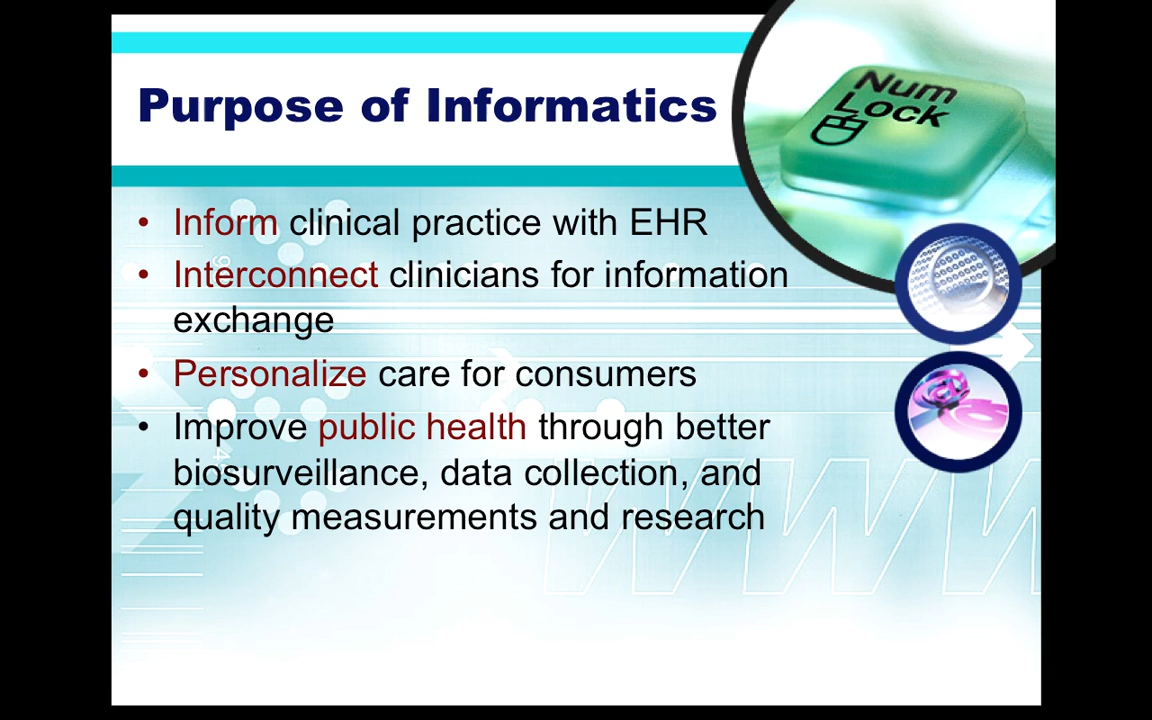 Purpose of Informatics
Num
Lock
• Inform clinical practice with EHR
• Interconnect clinicians for information
exchange
• Personalize care for consumers
• Improve public health through better
biosurveillance, data collection, and
quality measurements and research
WWW